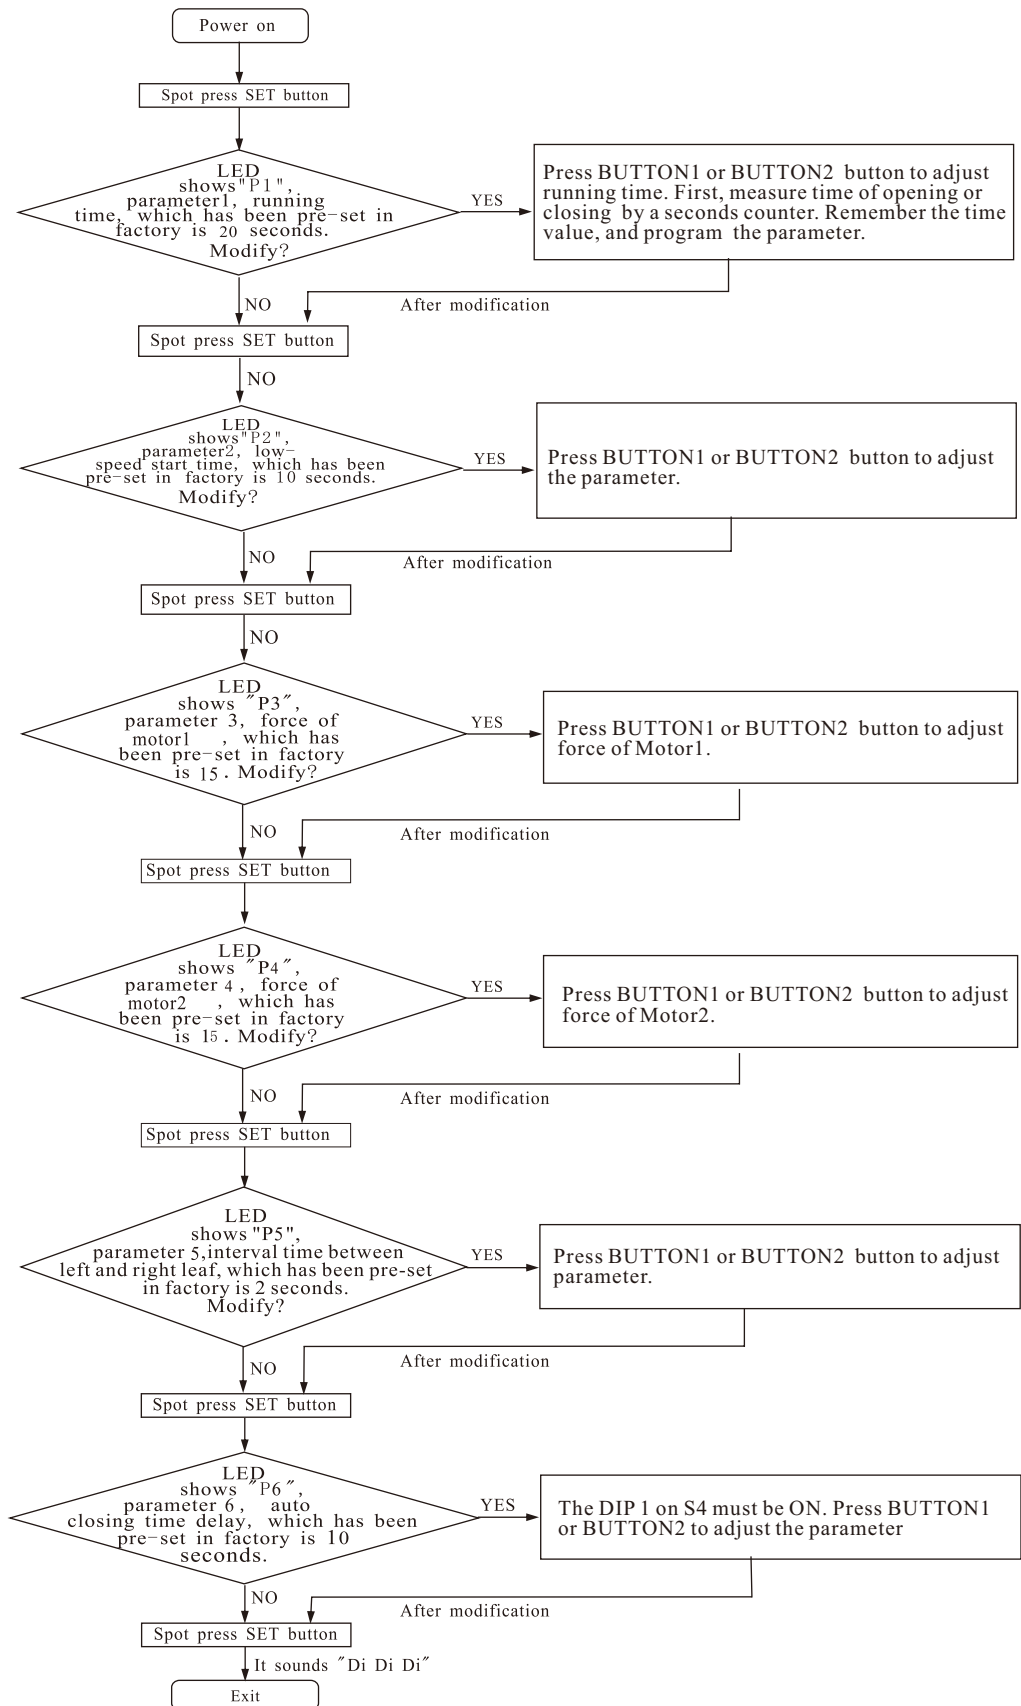 Power on
Spot press SET button
LED
shows"P1",
parameter1, running
time, which has been pre-set in
factory is 20 seconds.
Modify?
YES
Press BUTTON1 or BUTTON2 button to adjust
running time. First, measure time of opening or
closing by a seconds counter. Remember the time
value, and program the parameter.
NO
After modification
Spot press SET button
NO
LED
shows"P2",
parameter2, low-
speed start time, which has been
pre-set in factory is 10 seconds.
Modify?
YES
Press BUTTON1 or BUTTON2 button to adjust
the parameter.
NO
After modification
Spot press SET button
NO
LED
shows "P3",
parameter 3, force of
motor1 , which has
been pre-set in factory
is 15. Modify?
YES
Press BUTTON1 or BUTTON2 button to adjust
force of Motor1.
NO
After modification
Spot press SET button
LED
shows "P4",
parameter 4, force of
motor2 , which has
been pre-set in factory
is 15. Modify?
YES
Press BUTTON1 or BUTTON2 button to adjust
force of Motor2.
NO
After modification
Spot press SET button
LED
shows "P5",
parameter 5,interval time between
left and right leaf, which has been pre-set
in factory is 2 seconds.
Modify?
YES
Press BUTTON1 or BUTTON2 button to adjust
parameter.
NO
After modification
Spot press SET button
LED
shows "P6",
parameter 6, auto
closing time delay, which has been
pre-set in factory is 10
seconds.
YES
The DIP 1 on S4 must be ON. Press BUTTON1
or BUTTON2 to adjust the parameter
NO
After modification
Spot press SET button
It sounds "Di Di Di"
Exit